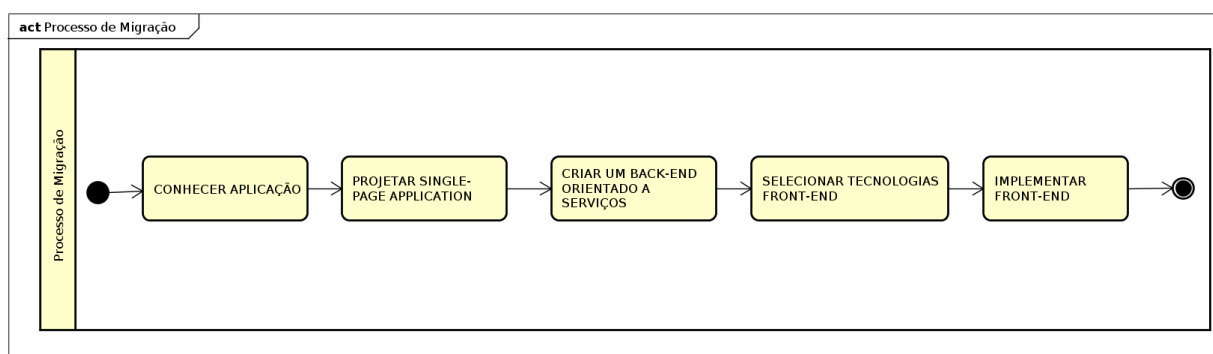 act Processo de Migração
Processo de Migração
CONHECER APLICAÇÃO
PROJETAR SINGLE-
PAGE APPLICATION
CRIAR UM BACK-END
ORIENTADO A
SERVIÇOS
SELECIONAR TECNOLOGIAS
FRONT-END
IMPLEMENTAR
FRONT-END